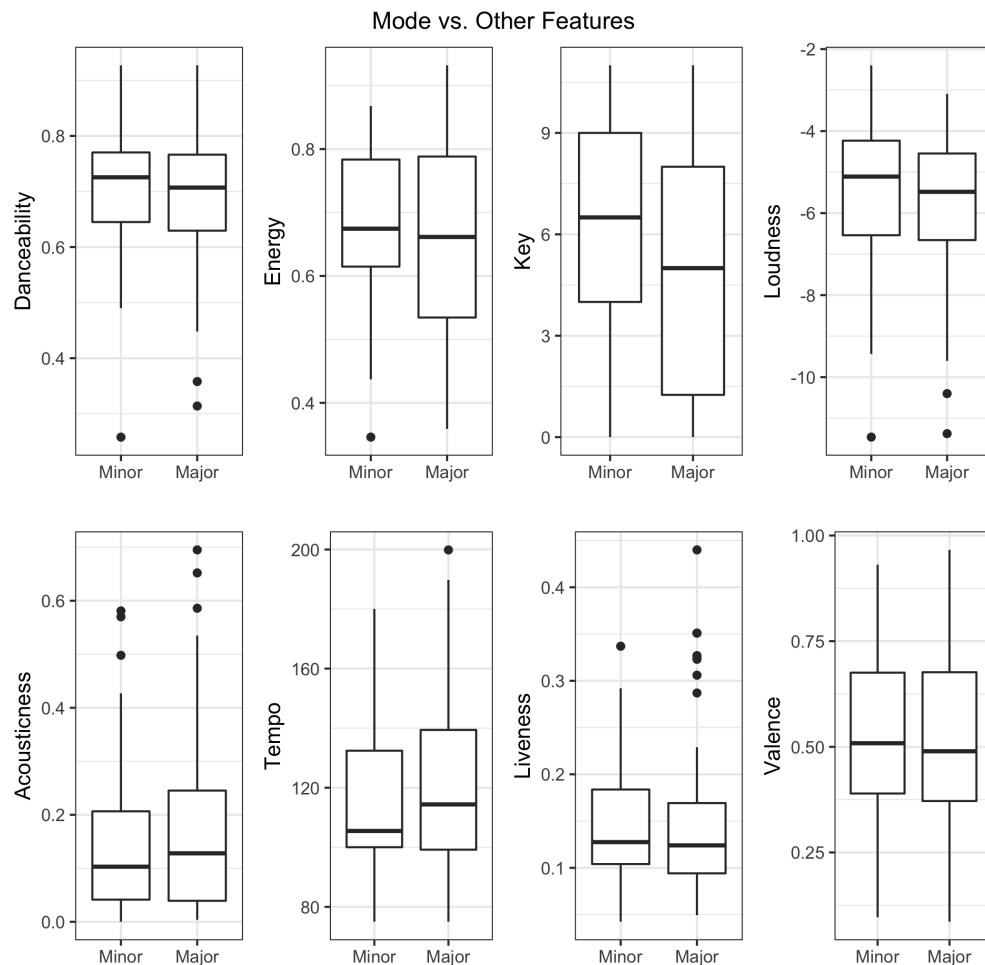 Mode vs. Other Features
Danceability
0.8
0.6
0.4
Minor Major
Energy
0.8
0.6
0.4
Minor Major
Key
9
6
3
0
Minor Major
Loudness
-2
-4
-6
-8
-10
Minor Major
Acousticness
0.6
0.4
0.2
0.0
Minor Major
Tempo
200
160
120
80
Minor Major
Liveness
0.4
0.3
0.2
0.1
Minor Major
Valence
1.00
0.75
0.50
0.25
Minor Major